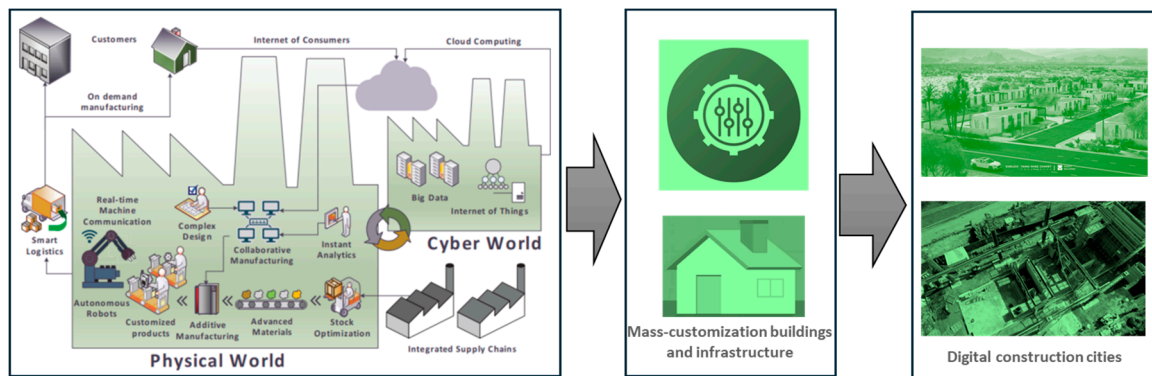 Customers
Internet of Consumers
Cloud Computing
On demand
manufacturing
Real-time
Machine
Communication
Smart
Logistics
Complex
Design
Collaborative
Manufacturing
Instant
Analytics
Big Data
Internet of Things
Cyber World
Autonomous
Robots
Customized
products
Additive
Manufacturing
Advanced
Materials
Stock
Optimization
Integrated Supply Chains
Physical World
Mass-customization buildings
and infrastructure
Digital construction cities